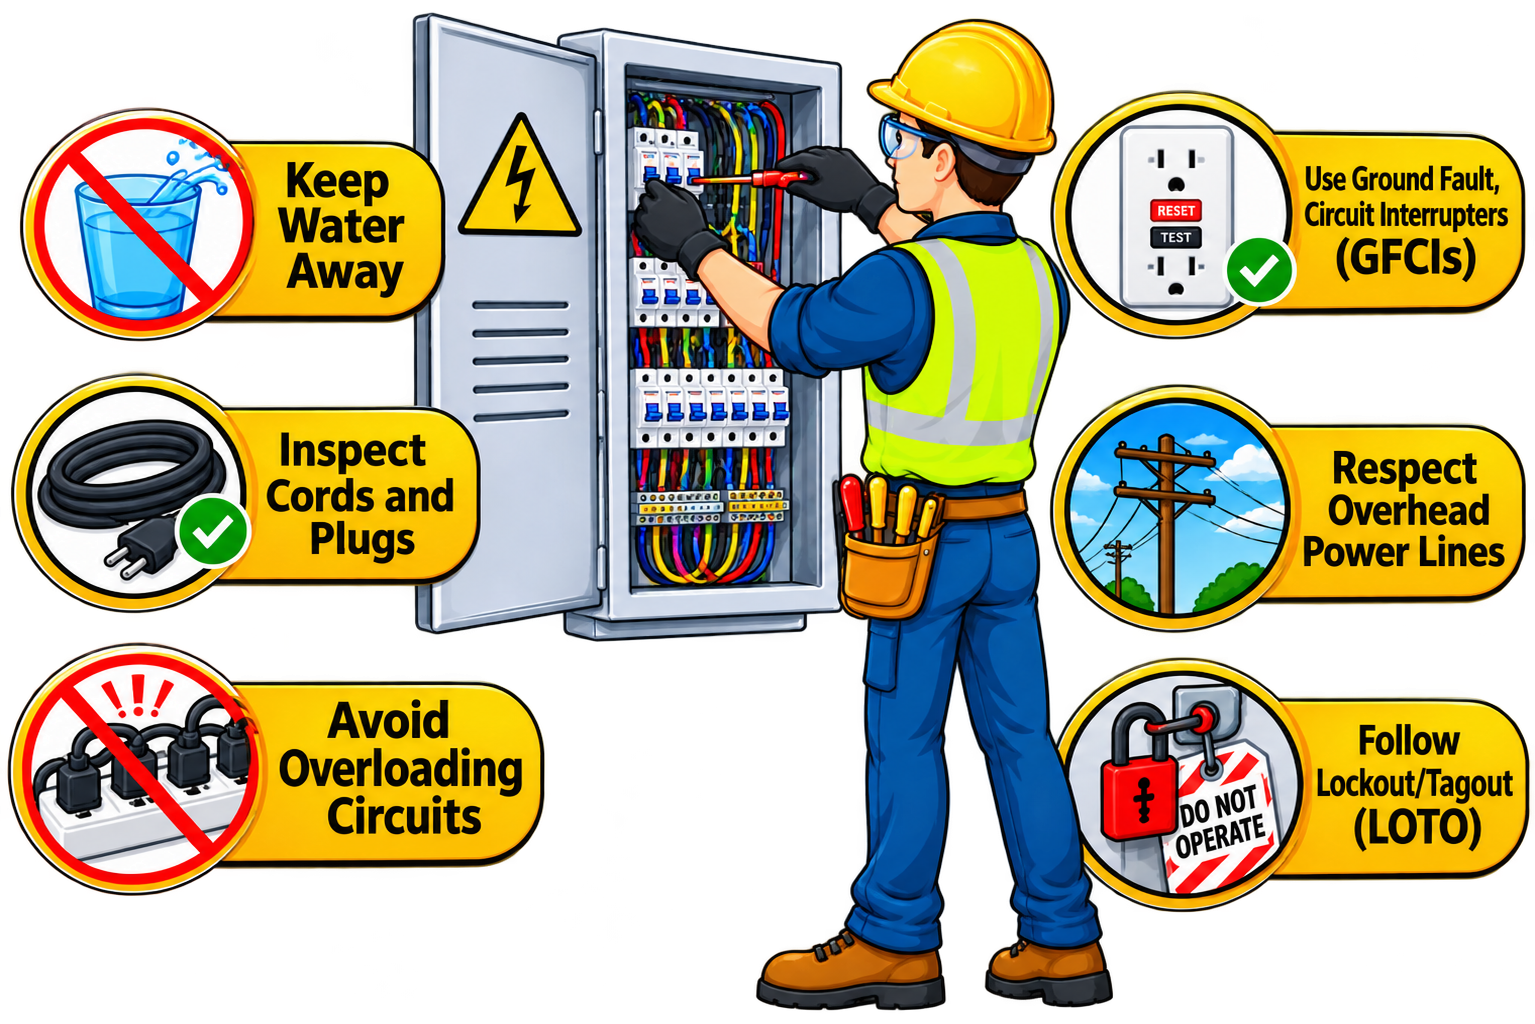 Keep
Water
Away
Inspect
Cords and
Plugs
Avoid
Overloading
Circuits
!!!
RESET
TEST
Use Ground Fault,
Circuit Interrupters
(GFCIs)
Respect
Overhead
Power Lines
DO NOT
OPERATE
Follow
Lockout/Tagout
(LOTO)